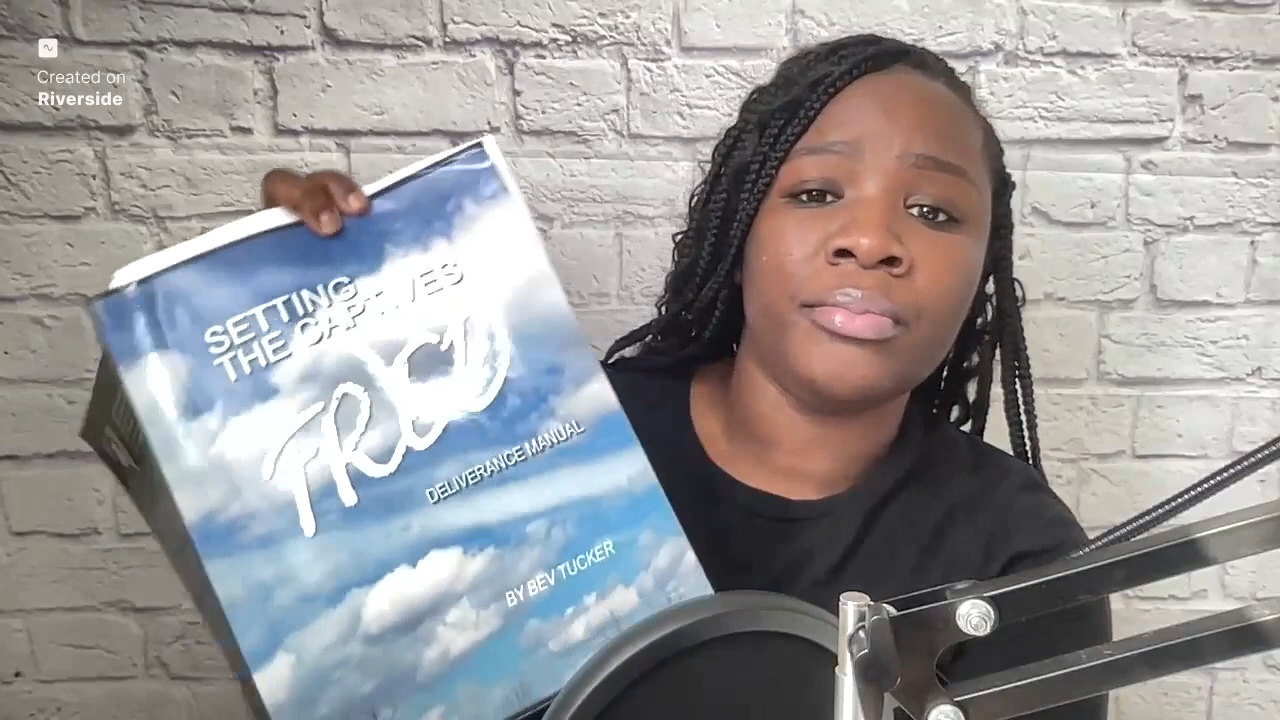 Created on
Riverside
SETTING
THE CAPTIVES
FREE
DELIVERANCE MANUAL
BY BEV TUCKER